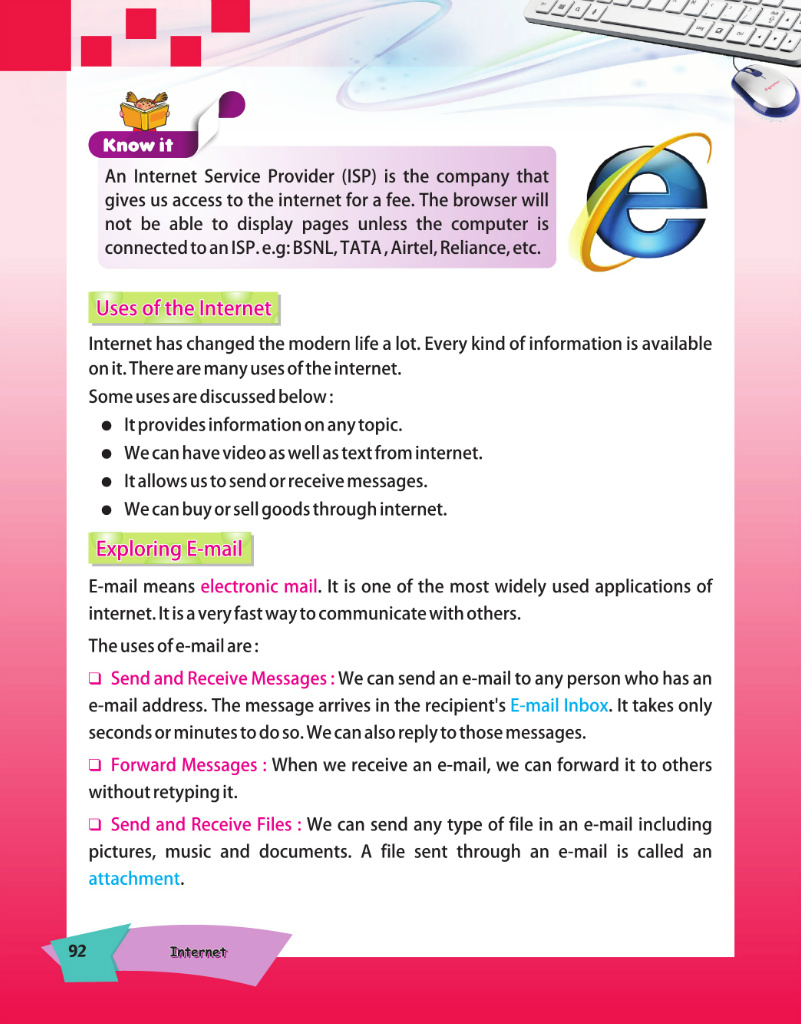 Know it
An Internet Service Provider (ISP) is the company that
gives us access to the internet for a fee. The browser will
not be able to display pages unless the computer is
connected to an ISP. e.g: BSNL, TATA , Airtel, Reliance, etc.
Uses of the Internet
Internet has changed the modern life a lot. Every kind of information is available
on it. There are many uses of the internet.
Some uses are discussed below :
● It provides information on any topic.
● We can have video as well as text from internet.
● It allows us to send or receive messages.
● We can buy or sell goods through internet.
Exploring E-mail
E-mail means electronic mail. It is one of the most widely used applications of
internet. It is a very fast way to communicate with others.
The uses of e-mail are :
❑ Send and Receive Messages : We can send an e-mail to any person who has an
e-mail address. The message arrives in the recipient's E-mail Inbox. It takes only
seconds or minutes to do so. We can also reply to those messages.
❑ Forward Messages : When we receive an e-mail, we can forward it to others
without retyping it.
❑ Send and Receive Files : We can send any type of file in an e-mail including
pictures, music and documents. A file sent through an e-mail is called an
attachment.
92
Internet